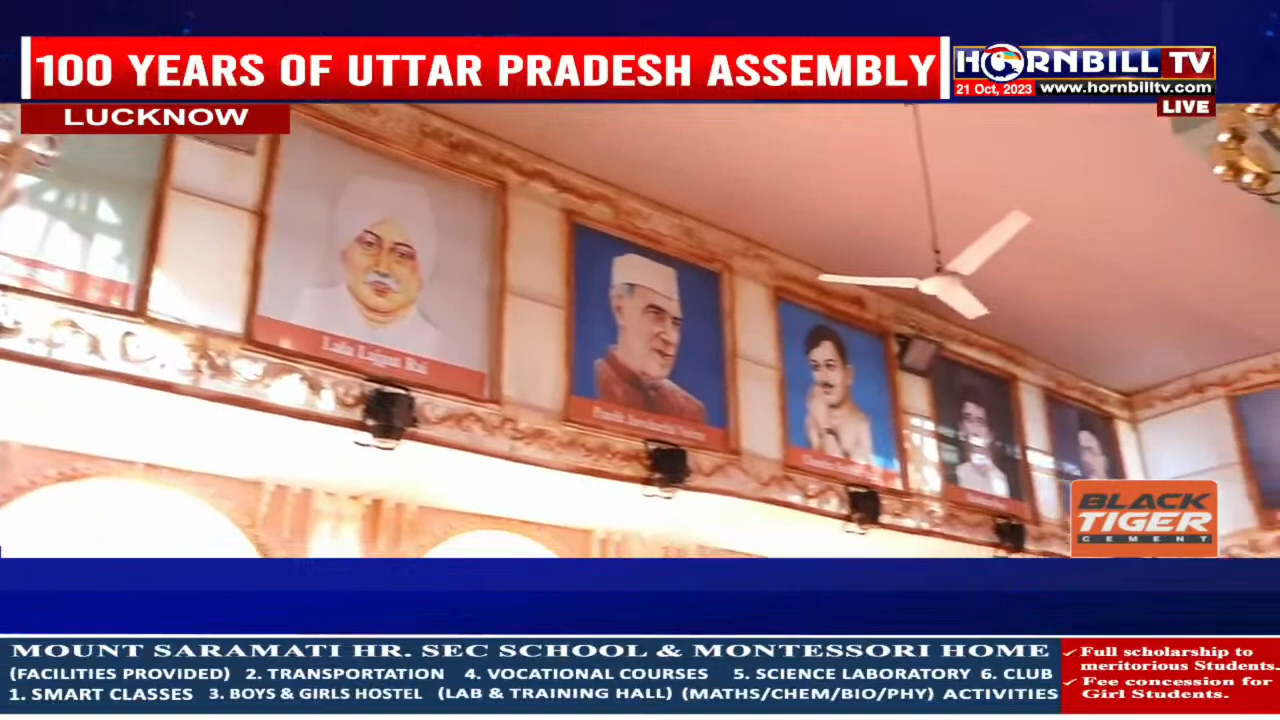 100 YEARS OF UTTAR PRADESH ASSEMBLY
HORNBILL TV
21 Oct, 2023 www.hornbilltv.com
LIVE
LUCKNOW
Lala Lajpat Rai
BLACK
TIGER
CEMENT
MOUNT SARAMATI HR. SEC SCHOOL & MONTESSORI HOME
(FACILITIES PROVIDED) 2. TRANSPORTATION 4. VOCATIONAL COURSES 5. SCIENCE LABORATORY 6. CLUB
1. SMART CLASSES 3. BOYS & GIRLS HOSTEL (LAB & TRAINING HALL) (MATHS/CHEM/BIO/PHY) ACTIVITIES
✓Full scholarship to
meritorious Students.
✓Fee concession for
Girl Students.